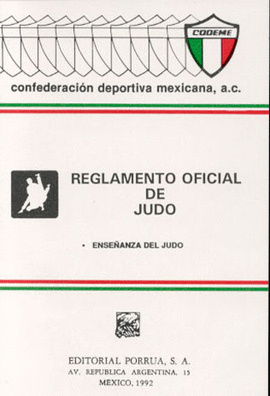 CODEME
confederación deportiva mexicana, a.c.
REGLAMENTO OFICIAL
DE
JUDO
• ENSEÑANZA DEL JUDO
EDITORIAL PORRUA, S. A.
AV. REPUBLICA ARGENTINA, 15
MEXICO, 1992